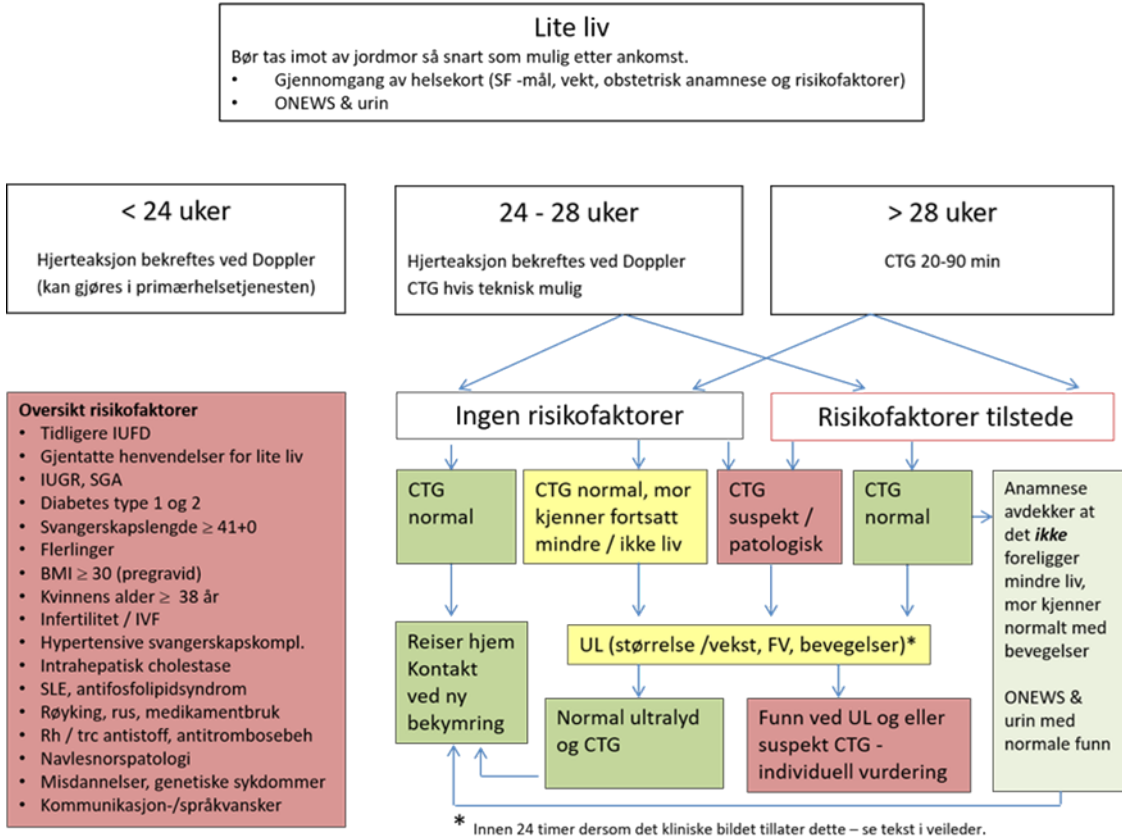 Lite liv
Bør tas imot av jordmor så snart som mulig etter ankomst.
• Gjennomgang av helsekort (SF -mål, vekt, obstetrisk anamnese og risikofaktorer)
• ONEWS & urin
< 24 uker
Hjerteaksjon bekreftes ved Doppler
(kan gjøres i primærhelsetjenesten)
24 - 28 uker
Hjerteaksjon bekreftes ved Doppler
CTG hvis teknisk mulig
> 28 uker
CTG 20-90 min
Oversikt risikofaktorer
• Tidligere IUFD
• Gjentatte henvendelser for lite liv
• IUGR, SGA
• Diabetes type 1 og 2
• Svangerskapslengde ≥ 41+0
• Flerlinger
• BMI ≥ 30 (pregravid)
• Kvinnens alder ≥ 38 år
• Infertilitet / IVF
• Hypertensive svangerskapskompl.
• Intrahepatisk cholestase
• SLE, antifosfolipidsyndrom
• Røyking, rus, medikamentbruk
• Rh / trc antistoff, antitrombosebeh
• Navlesnorspatologi
• Misdannelser, genetiske sykdommer
• Kommunikasjon-/språkvansker
Ingen risikofaktorer
Risikofaktorer tilstede
CTG
normal
CTG normal, mor
kjenner fortsatt
mindre / ikke liv
CTG
suspekt /
patologisk
CTG
normal
Anamnese
avdekker at
det ikke
foreligger
mindre liv,
mor kjenner
normalt med
bevegelser
ONEWS &
urin med
normale funn
Reiser hjem
Kontakt
ved ny
bekymring
UL (størrelse /vekst, FV, bevegelser)*
Normal ultralyd
og CTG
Funn ved UL og eller
suspekt CTG -
individuell vurdering
* Innen 24 timer dersom det kliniske bildet tillater dette – se tekst i veileder.